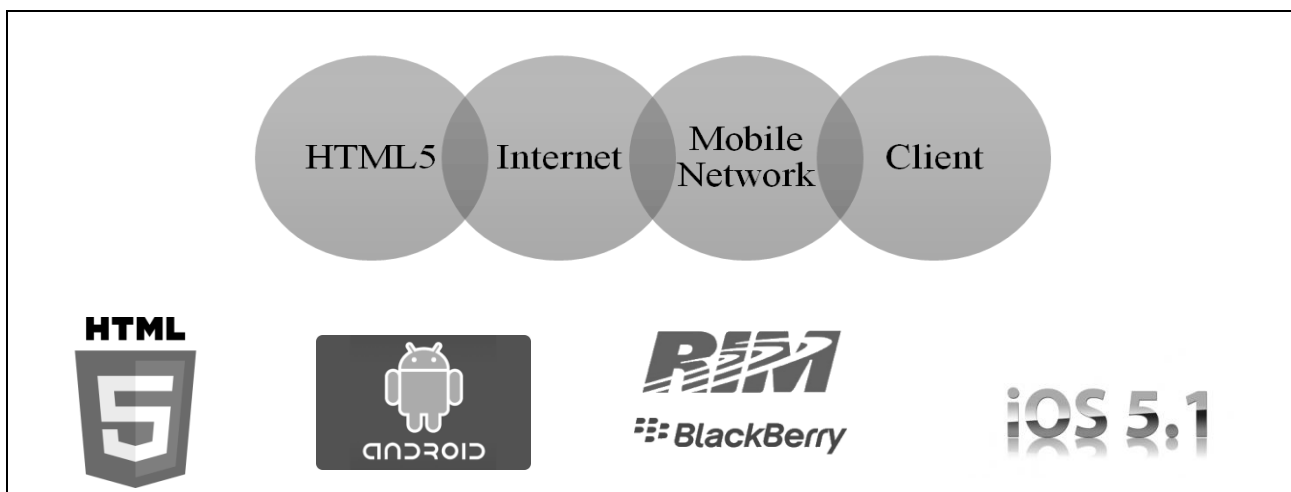 HTML5
Internet
Mobile
Network
Client
HTML
5
ANDROID
RIM
BlackBerry
iOS 5.1